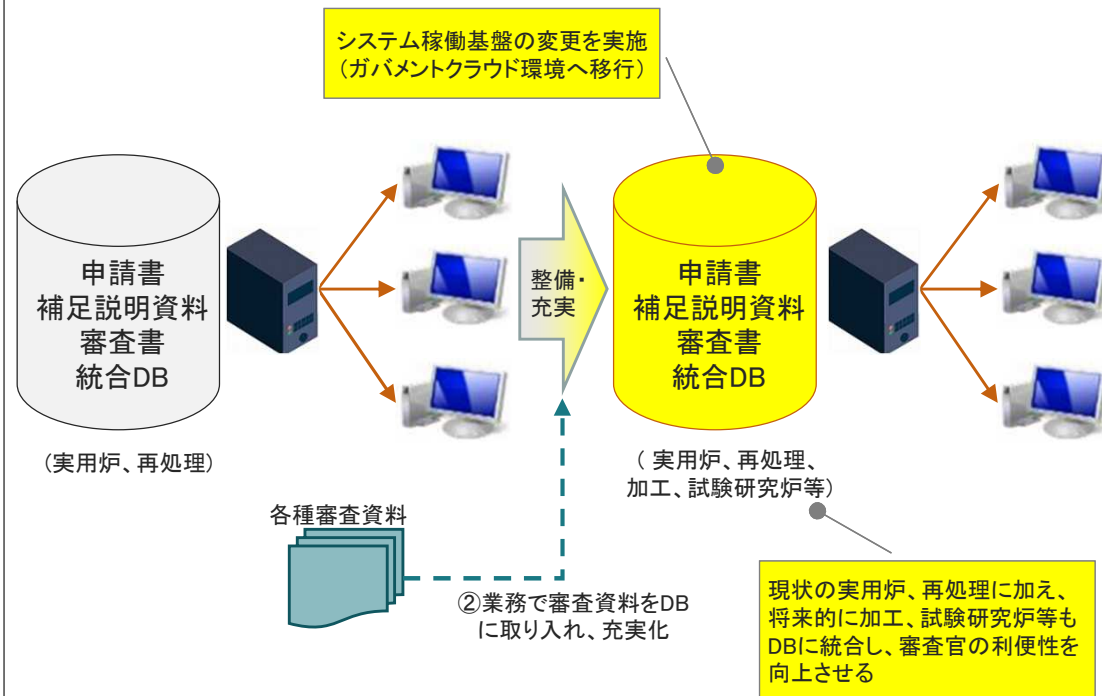 システム稼働基盤の変更を実施
(ガバメントクラウド環境へ移行)
申請書
補足説明資料
審査書
統合DB
(実用炉、再処理)
整備・
充実
申請書
補足説明資料
審査書
統合DB
( 実用炉、再処理、
加工、試験研究炉等)
各種審査資料
②業務で審査資料をDB
に取り入れ、充実化
現状の実用炉、再処理に加え、
将来的に加工、試験研究炉等も
DBに統合し、審査官の利便性を
向上させる